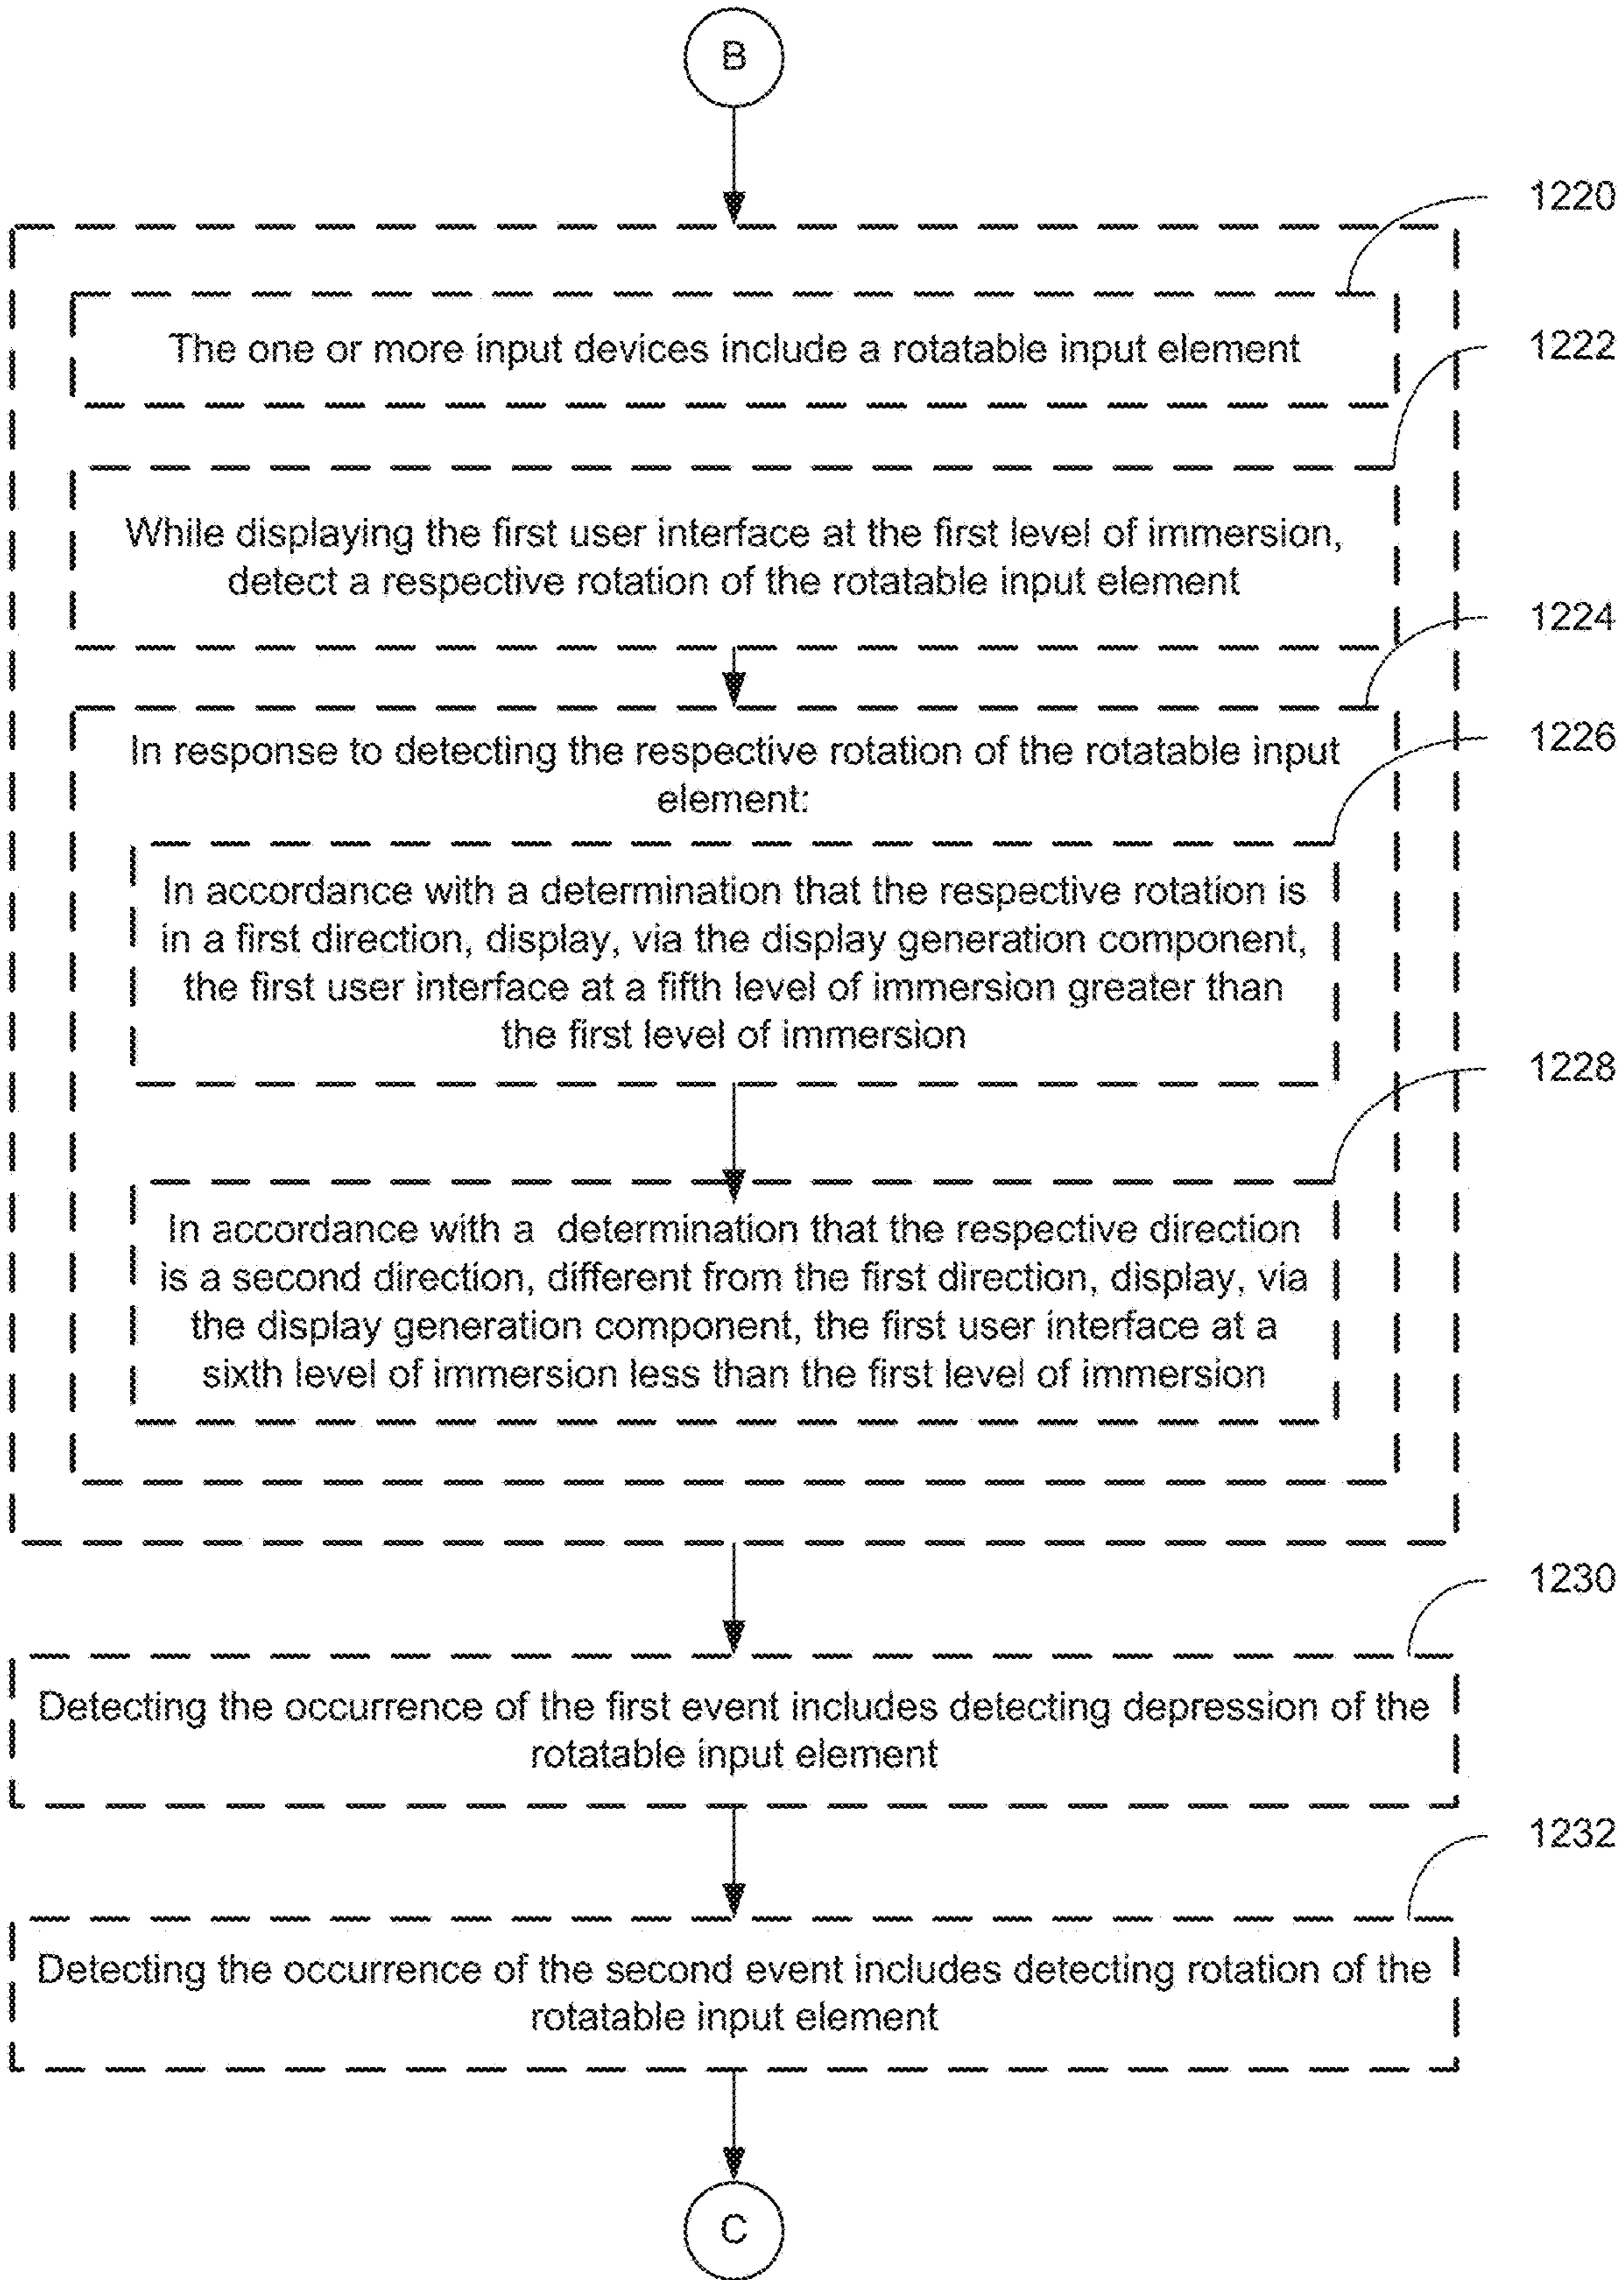 B
1220
The one or more input devices include a rotatable input element
1222
While displaying the first user interface at the first level of immersion,
detect a respective rotation of the rotatable input element
1224
In response to detecting the respective rotation of the rotatable input
element:
1226
In accordance with a determination that the respective rotation is
in a first direction, display, via the display generation component,
the first user interface at a fifth level of immersion greater than
the first level of immersion
1228
In accordance with a determination that the respective direction
is a second direction, different from the first direction, display, via
the display generation component, the first user interface at a
sixth level of immersion less than the first level of immersion
1230
Detecting the occurrence of the first event includes detecting depression of the
rotatable input element
1232
Detecting the occurrence of the second event includes detecting rotation of the
rotatable input element
C